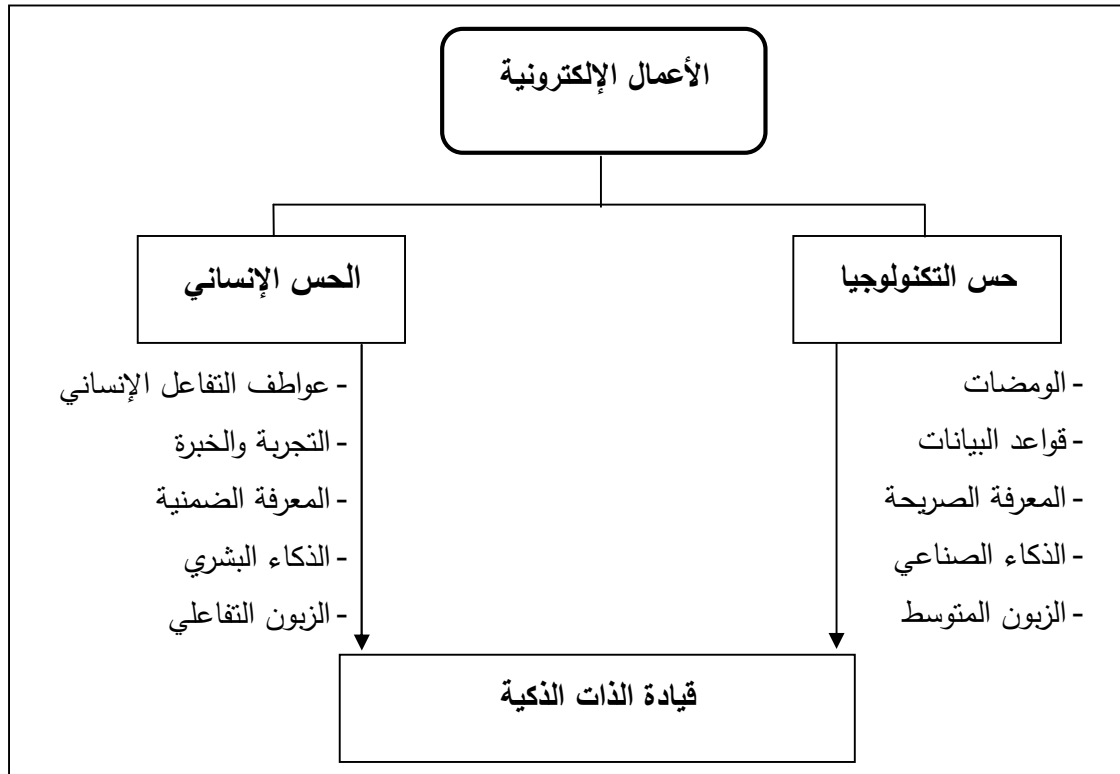 الأعمال الإلكترونية
حس التكنولوجيا
الحس الإنساني
- الومضات
- قواعد البيانات
- المعرفة الصريحة
- الذكاء الصناعي
- الزبون المتوسط
- عواطف التفاعل الإنساني
- التجربة والخبرة
- المعرفة الضمنية
- الذكاء البشري
- الزبون التفاعلي
قيادة الذات الذكية